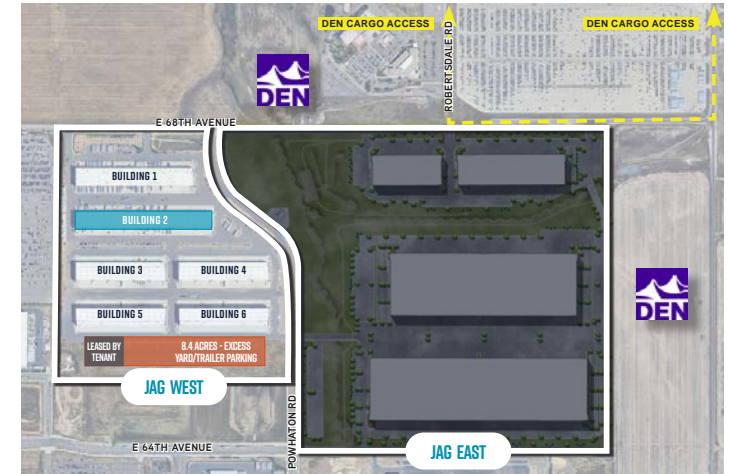 DEN CARGO ACCESS
DEN CARGO ACCESS
ROBERTSDALE RD
DEN
E 68TH AVENUE
BUILDING 1
BUILDING 2
BUILDING 3
BUILDING 4
DEN
BUILDING 5
BUILDING 6
LEASED BY
TENANT
8.4 ACRES - EXCESS
YARD/TRAILER PARKING
JAG WEST
POWHATON RD
E 64TH AVENUE
JAG EAST